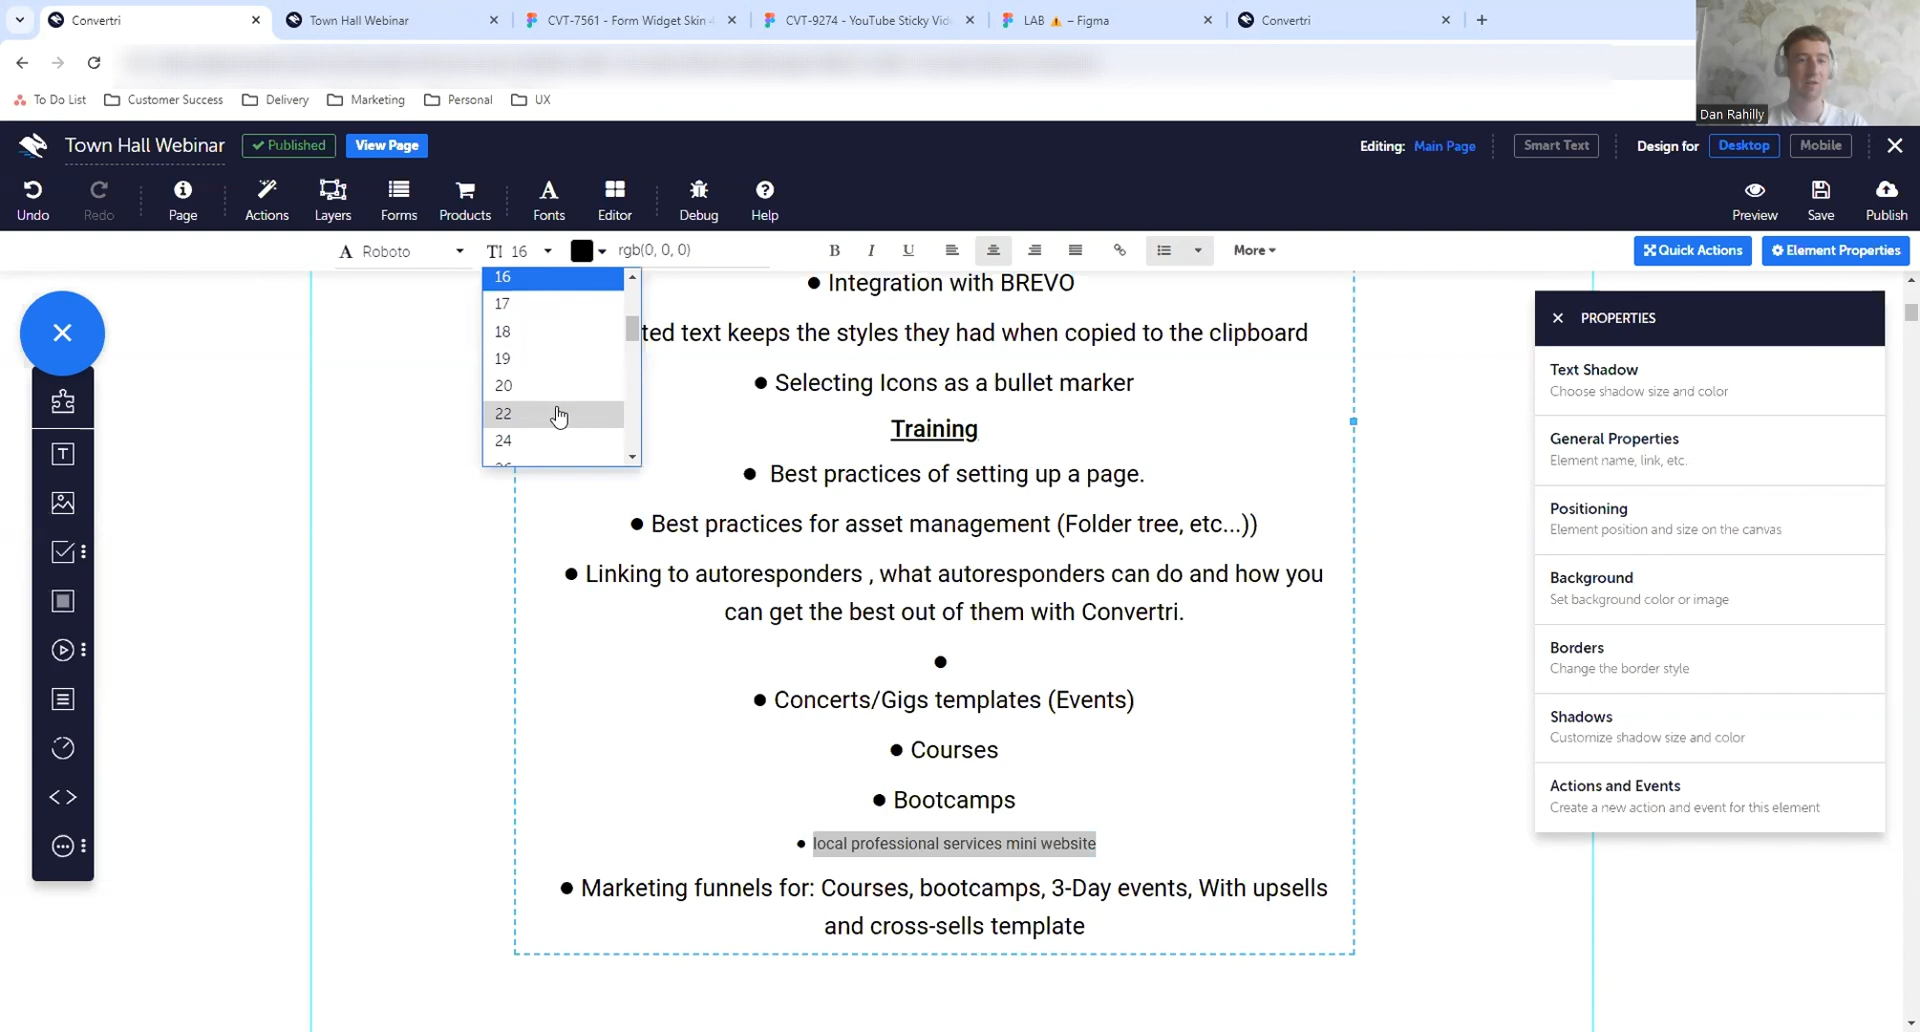 Convertri
Town Hall Webinar
CVT-7561 - Form Widget Skin
CVT-9274 - YouTube Sticky Vid
LAB ⚠ – Figma
Convertri
To Do List
Customer Success
Delivery
Marketing
Personal
UX
Dan Rahilly
Town Hall Webinar
Published
View Page
Editing: Main Page
Smart Text
Design for
Desktop
Mobile
Undo
Redo
Page
Actions
Layers
Forms
Products
Fonts
Editor
Debug
Help
Preview
Save
Publish
Roboto
16
rgb(0, 0, 0)
B
I
U
More
Quick Actions
Element Properties
16
17
18
19
20
22
24
● Integration with BREVO
ted text keeps the styles they had when copied to the clipboard
● Selecting Icons as a bullet marker
Training
● Best practices of setting up a page.
● Best practices for asset management (Folder tree, etc...))
● Linking to autoresponders , what autoresponders can do and how you
can get the best out of them with Convertri.
●
● Concerts/Gigs templates (Events)
● Courses
● Bootcamps
● local professional services mini website
● Marketing funnels for: Courses, bootcamps, 3-Day events, With upsells
and cross-sells template
PROPERTIES
Text Shadow
Choose shadow size and color
General Properties
Element name, link, etc.
Positioning
Element position and size on the canvas
Background
Set background color or image
Borders
Change the border style
Shadows
Customize shadow size and color
Actions and Events
Create a new action and event for this element